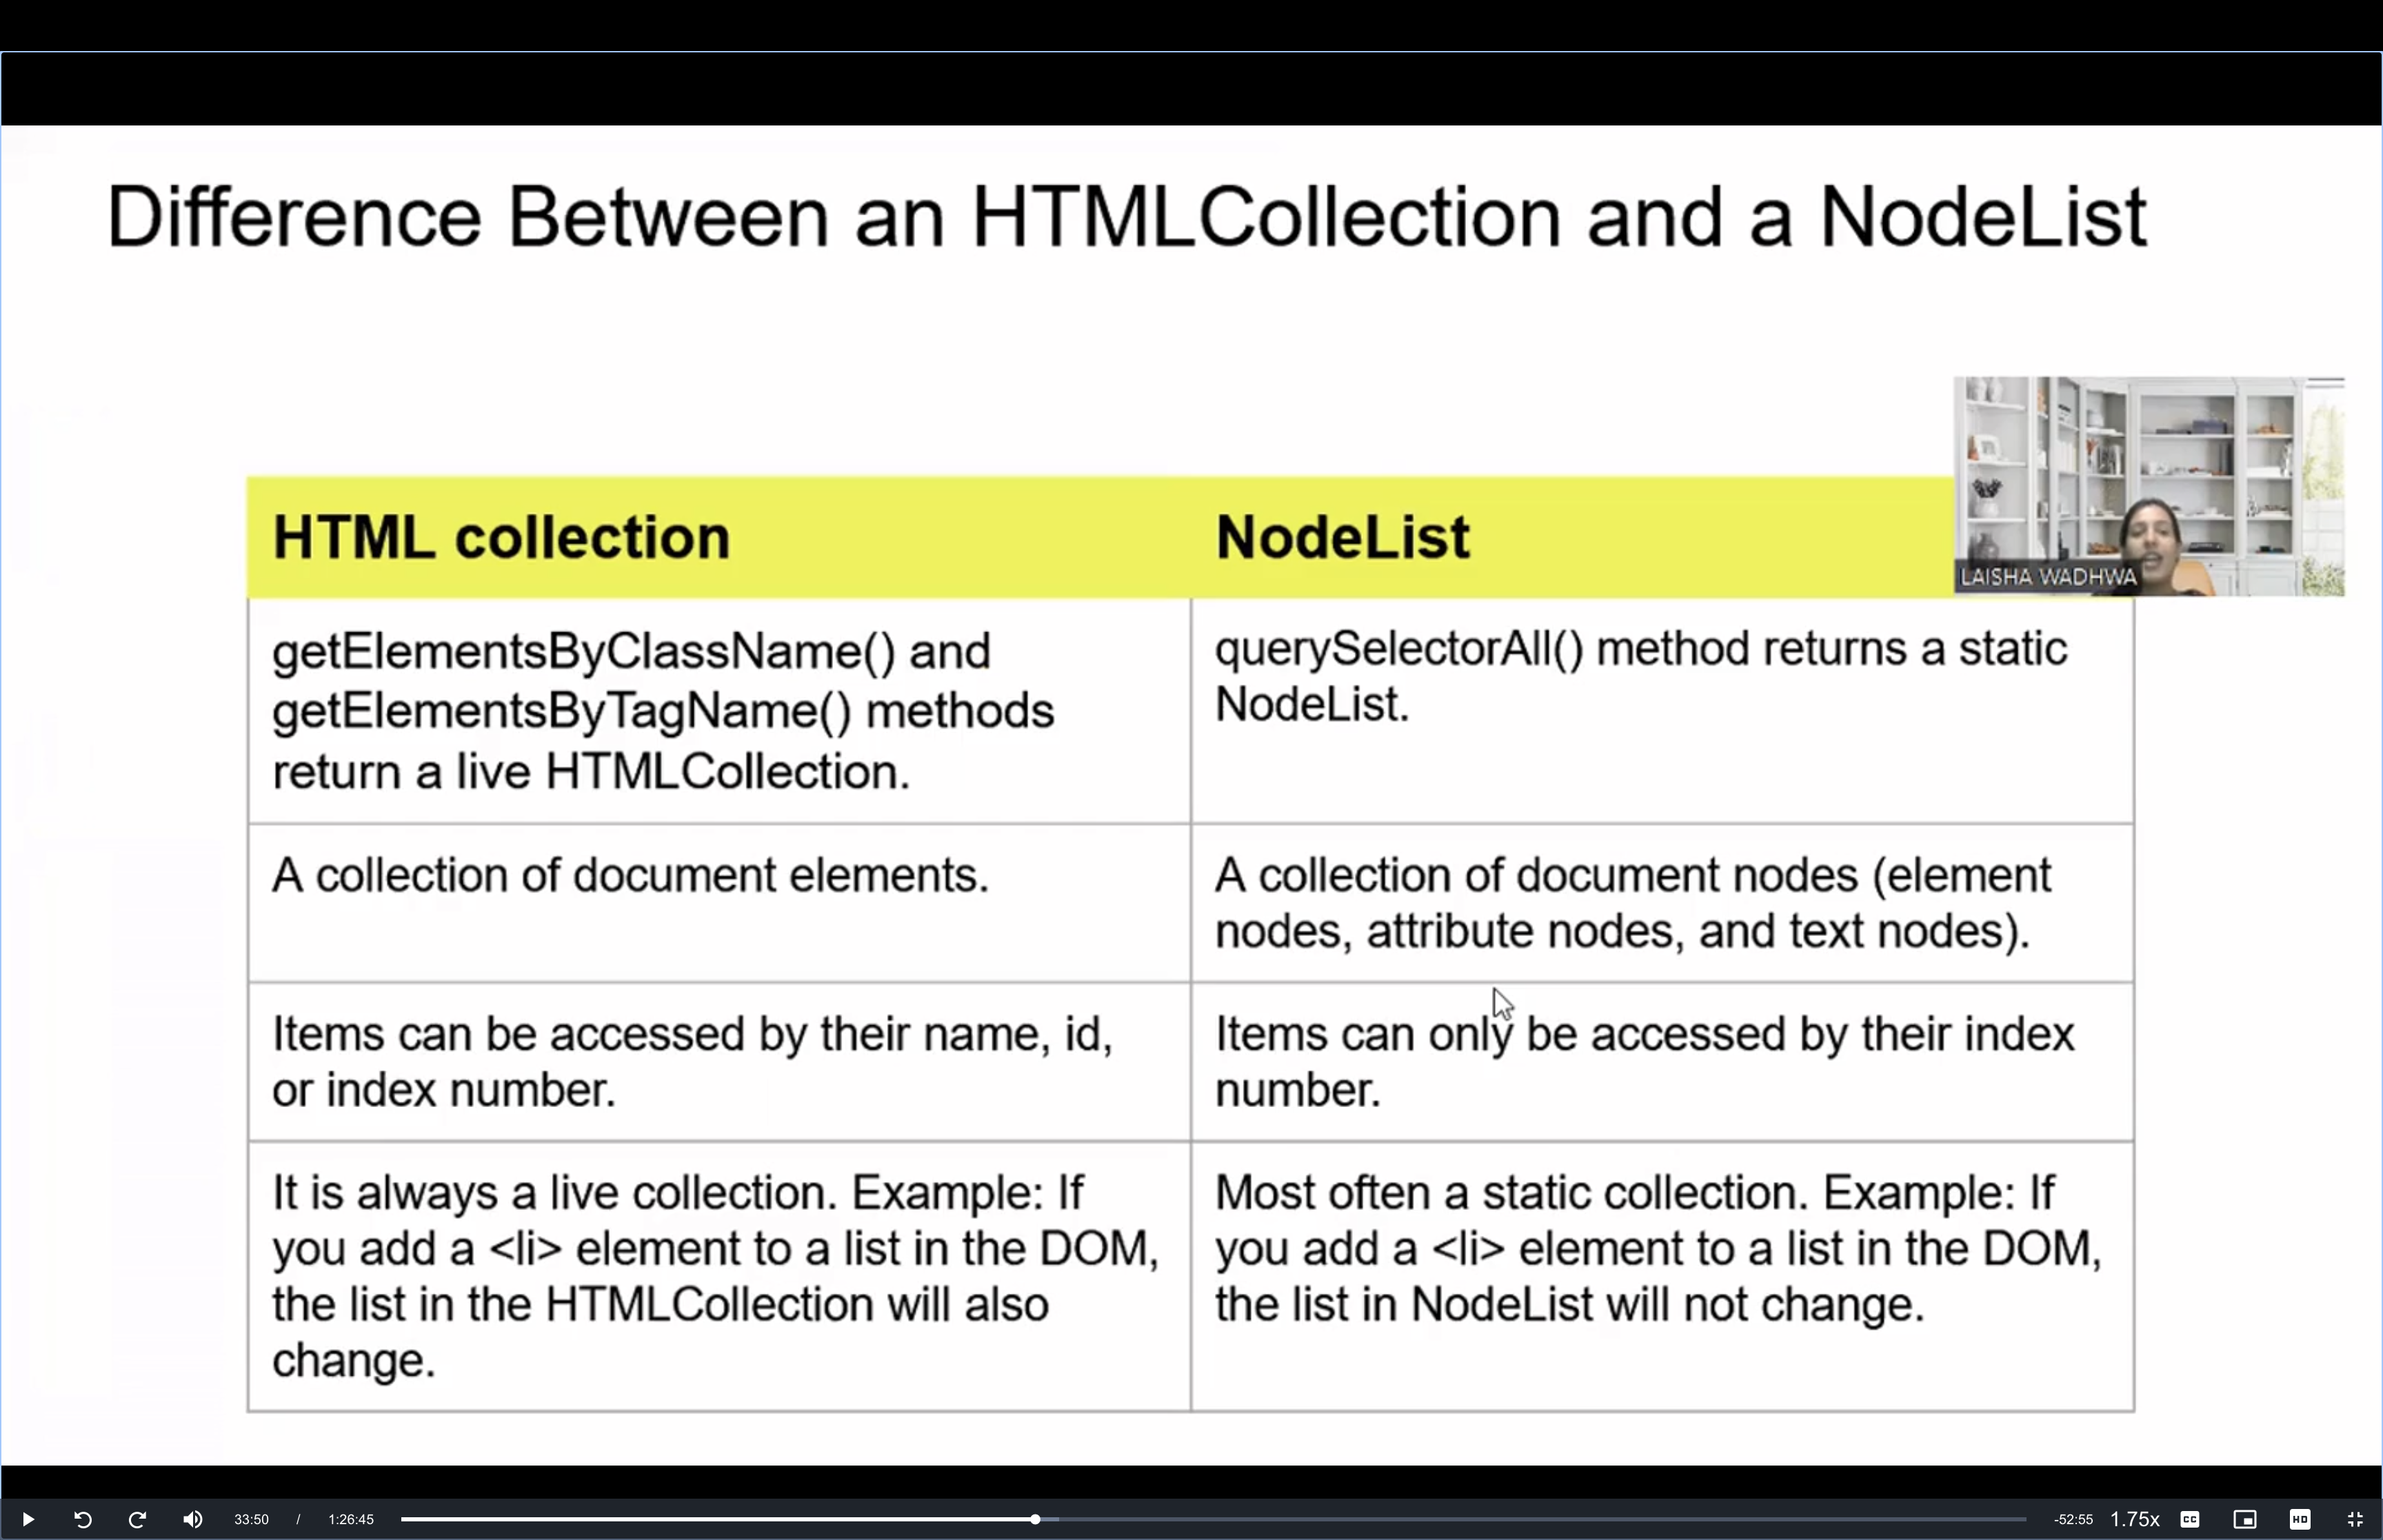 Difference Between an HTMLCollection and a NodeList
LAISHA WADHWA
HTML collection
NodeList
getElementsByClassName() and
getElementsByTagName() methods
return a live HTMLCollection.
querySelectorAll() method returns a static
NodeList.
A collection of document elements.
A collection of document nodes (element
nodes, attribute nodes, and text nodes).
Items can be accessed by their name, id,
or index number.
Items can only be accessed by their index
number.
It is always a live collection. Example: If
you add a <li> element to a list in the DOM,
the list in the HTMLCollection will also
change.
Most often a static collection. Example: If
you add a <li> element to a list in the DOM,
the list in NodeList will not change.
33:50 / 1:26:45 -52:55 1.75x CC HD